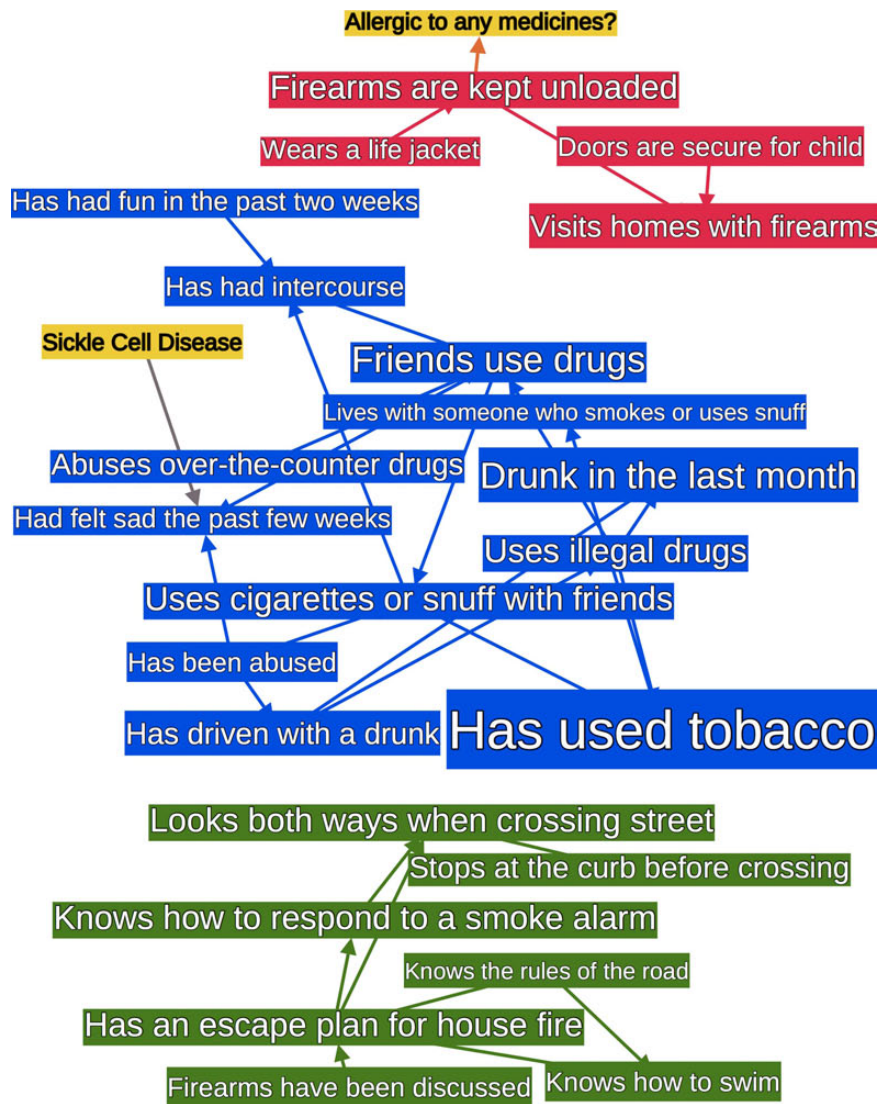 Allergic to any medicines?
Firearms are kept unloaded
Wears a life jacket
Doors are secure for child
Has had fun in the past two weeks
Visits homes with firearms
Has had intercourse
Sickle Cell Disease
Friends use drugs
Lives with someone who smokes or uses snuff
Abuses over-the-counter drugs
Drunk in the last month
Had felt sad the past few weeks
Uses illegal drugs
Uses cigarettes or snuff with friends
Has been abused
Has driven with a drunk
Has used tobacco
Looks both ways when crossing street
Stops at the curb before crossing
Knows how to respond to a smoke alarm
Knows the rules of the road
Has an escape plan for house fire
Firearms have been discussed
Knows how to swim